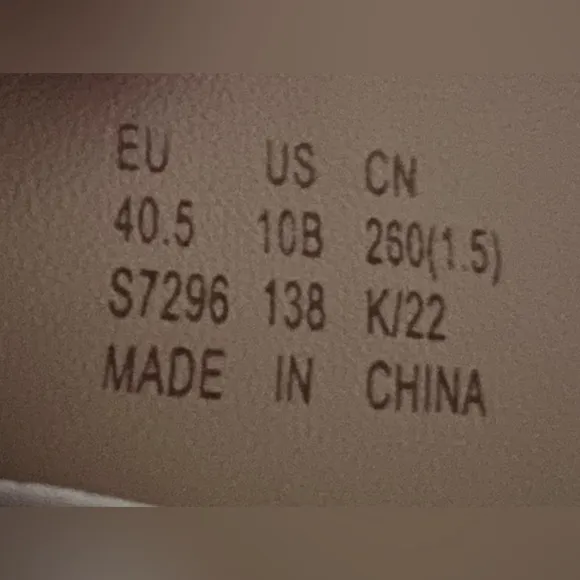 EU US CN
40.5 10B 260(1.5)
S7296 138 K/22
MADE IN CHINA